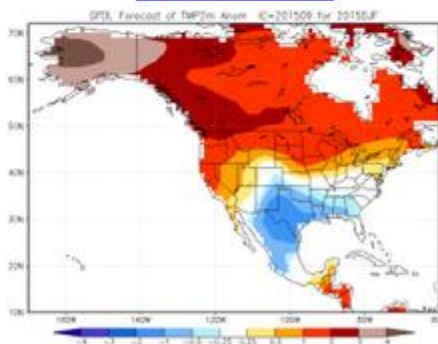 GFDL Forecast of TMP2m Anom IC=201509 for 2015DJF
70N
60N
50N
40N
30N
20N
10N
160W 140W 120W 100W 80W